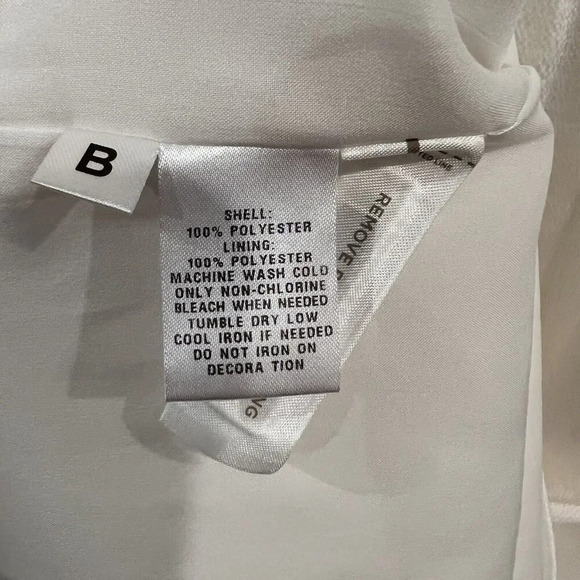 B
SHELL:
100% POLYESTER
LINING:
100% POLYESTER
MACHINE WASH COLD
ONLY NON-CHLORINE
BLEACH WHEN NEEDED
TUMBLE DRY LOW
COOL IRON IF NEEDED
DO NOT IRON ON
DECORA TION
REMOVE